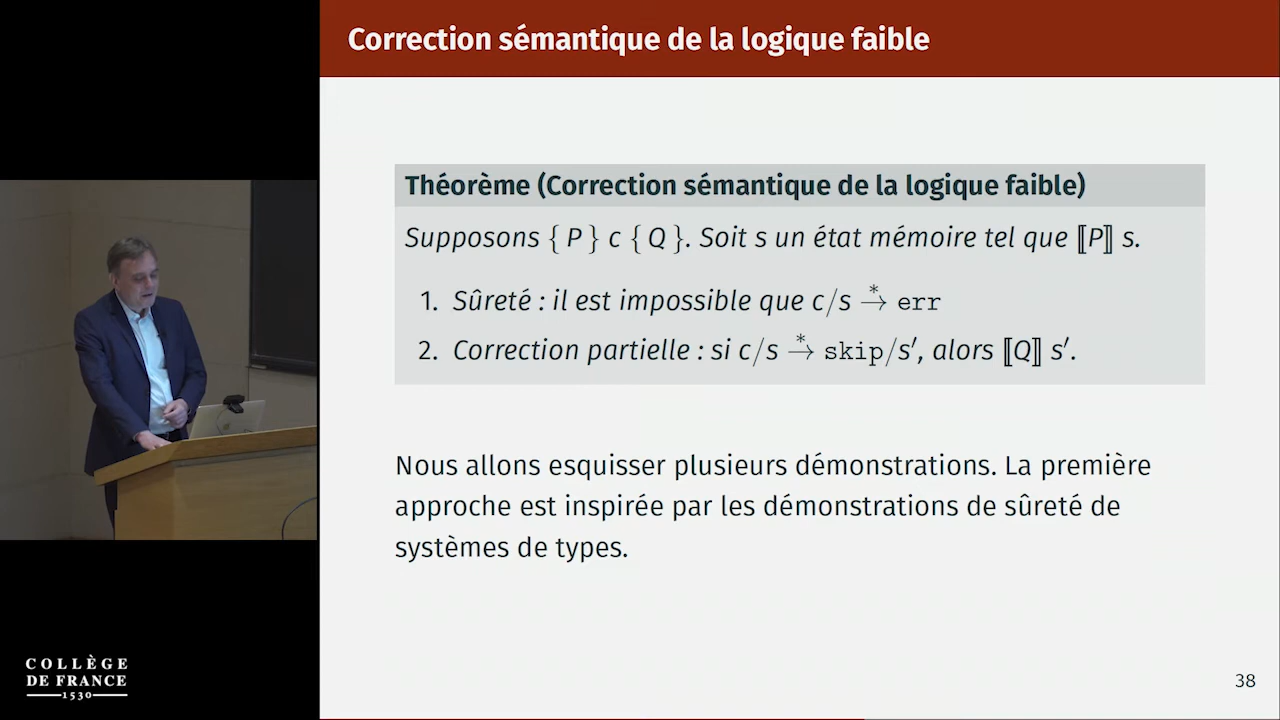 Correction sémantique de la logique faible
Théorème (Correction sémantique de la logique faible)
Supposons { P } c { Q }. Soit s un état mémoire tel que ⟦P⟧ s.
1. Sûreté : il est impossible que c/s →* err
2. Correction partielle : si c/s →* skip/s′, alors ⟦Q⟧ s′.
Nous allons esquisser plusieurs démonstrations. La première
approche est inspirée par les démonstrations de sûreté de
systèmes de types.
COLLÈGE
DE FRANCE
1530
38